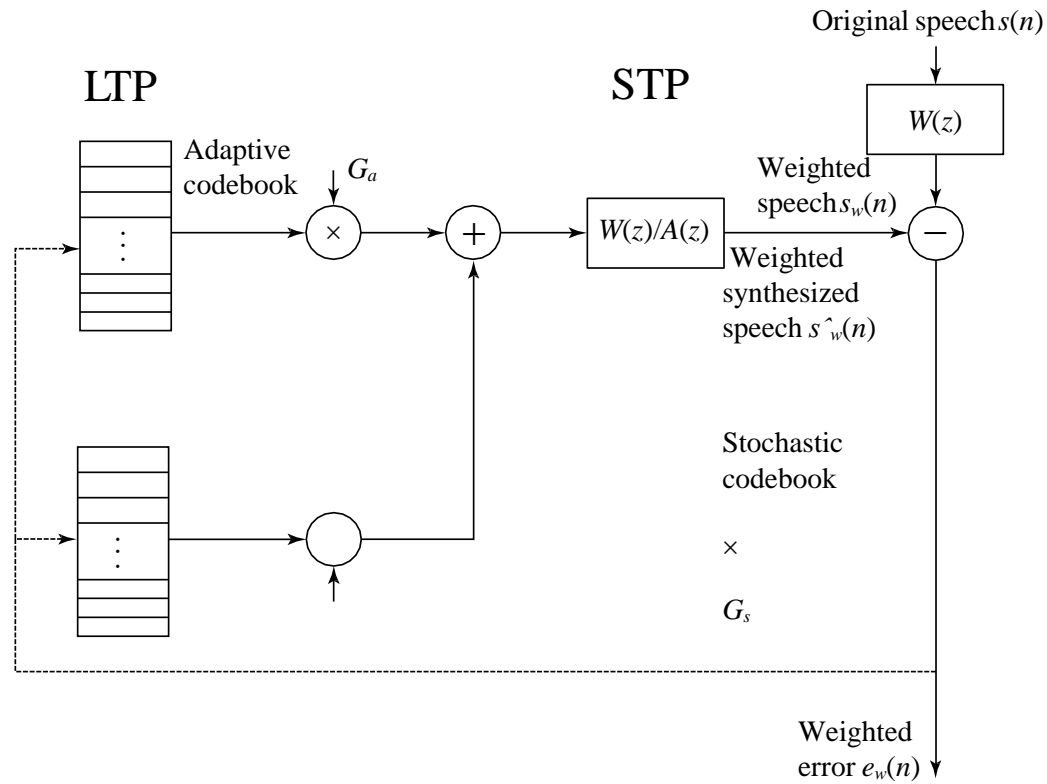 Original speech s(n)
LTP
STP
W(z)
Adaptive
codebook
G_a
Weighted
speech s_w(n)
×
+
W(z)/A(z)
−
Weighted
synthesized
speech s^_w(n)
Stochastic
codebook
×
G_s
Weighted
error e_w(n)